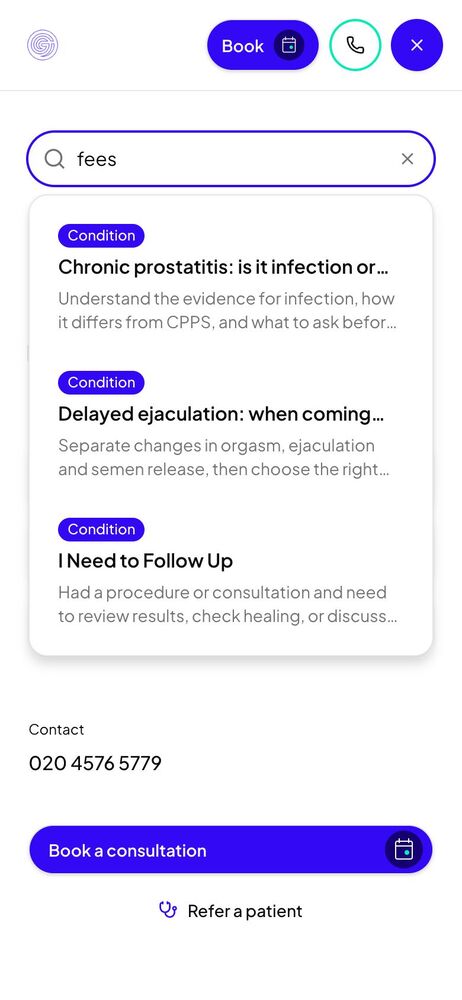 Book
fees
Condition
Chronic prostatitis: is it infection or...
Understand the evidence for infection, how
it differs from CPPS, and what to ask befor...
Condition
Delayed ejaculation: when coming...
Separate changes in orgasm, ejaculation
and semen release, then choose the right...
Condition
I Need to Follow Up
Had a procedure or consultation and need
to review results, check healing, or discuss...
Contact
020 4576 5779
Book a consultation
Refer a patient